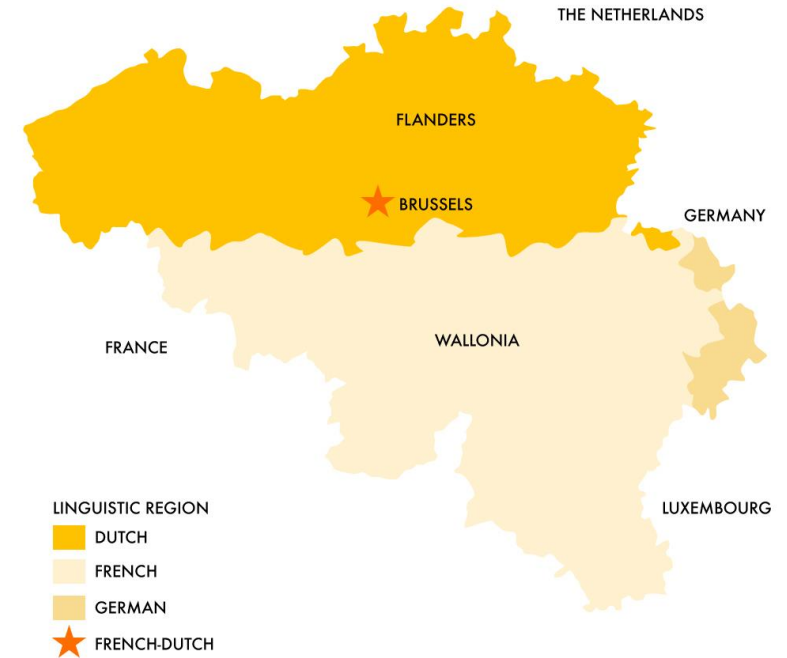 THE NETHERLANDS
FLANDERS
BRUSSELS
GERMANY
FRANCE
WALLONIA
LINGUISTIC REGION
LUXEMBOURG
DUTCH
FRENCH
GERMAN
FRENCH-DUTCH